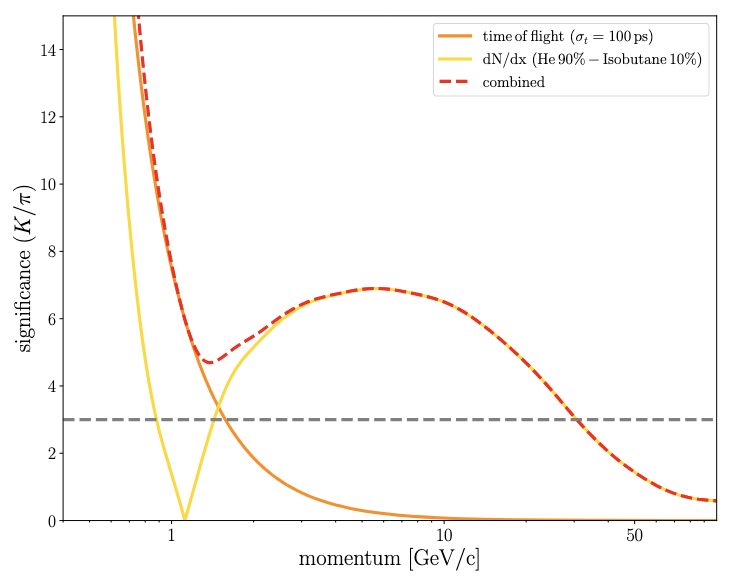 time of flight (σt = 100 ps)
dN/dx (He 90% − Isobutane 10%)
combined
significance (K/π)
14
12
10
8
6
4
2
0
1
10
50
momentum [GeV/c]